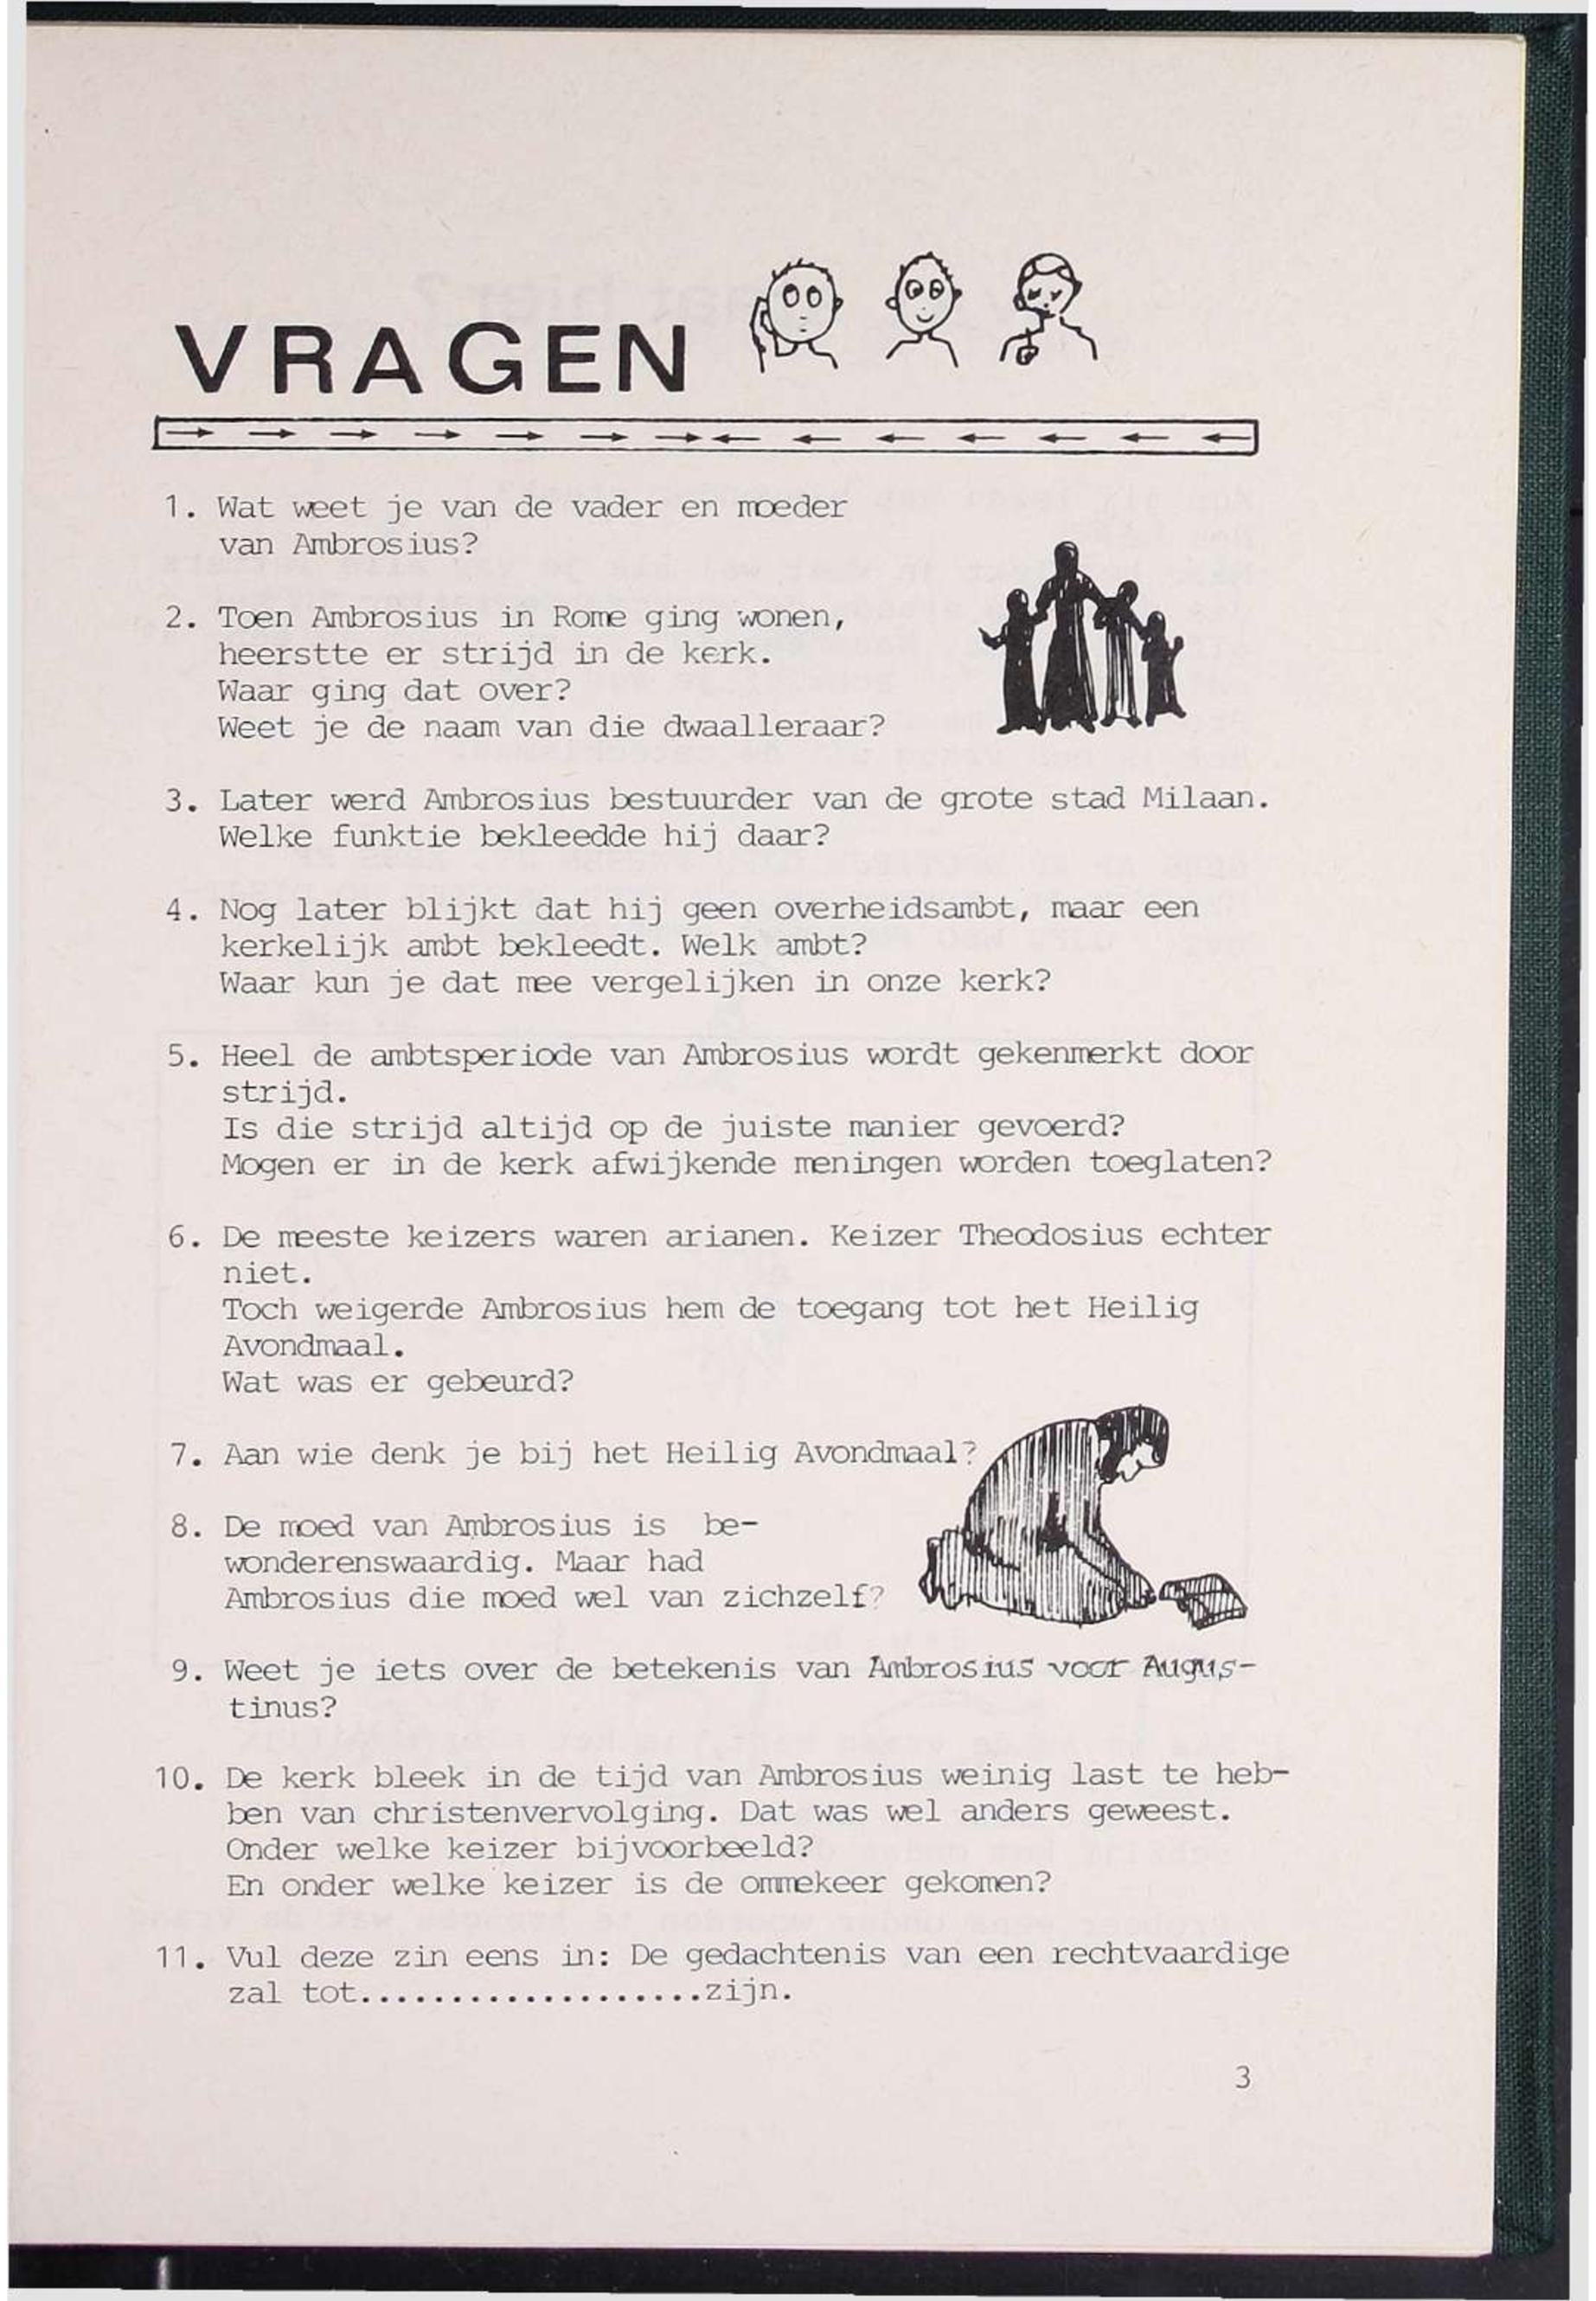 VRAGEN
1. Wat weet je van de vader en moeder
van Ambrosius?
2. Toen Ambrosius in Rome ging wonen,
heerstte er strijd in de kerk.
Waar ging dat over?
Weet je de naam van die dwaalleraar?
3. Later werd Ambrosius bestuurder van de grote stad Milaan.
Welke funktie bekleedde hij daar?
4. Nog later blijkt dat hij geen overheidsambt, maar een
kerkelijk ambt bekleedt. Welk ambt?
Waar kun je dat mee vergelijken in onze kerk?
5. Heel de ambtsperiode van Ambrosius wordt gekenmerkt door
strijd.
Is die strijd altijd op de juiste manier gevoerd?
Mogen er in de kerk afwijkende meningen worden toeglaten?
6. De meeste keizers waren arianen. Keizer Theodosius echter
niet.
Toch weigerde Ambrosius hem de toegang tot het Heilig
Avondmaal.
Wat was er gebeurd?
7. Aan wie denk je bij het Heilig Avondmaal?
8. De moed van Ambrosius is be-
wonderenswaardig. Maar had
Ambrosius die moed wel van zichzelf?
9. Weet je iets over de betekenis van Ambrosius voor Augus-
tinus?
10. De kerk bleek in de tijd van Ambrosius weinig last te heb-
ben van christenvervolging. Dat was wel anders geweest.
Onder welke keizer bijvoorbeeld?
En onder welke keizer is de ommekeer gekomen?
11. Vul deze zin eens in: De gedachtenis van een rechtvaardige
zal tot...................zijn.
3